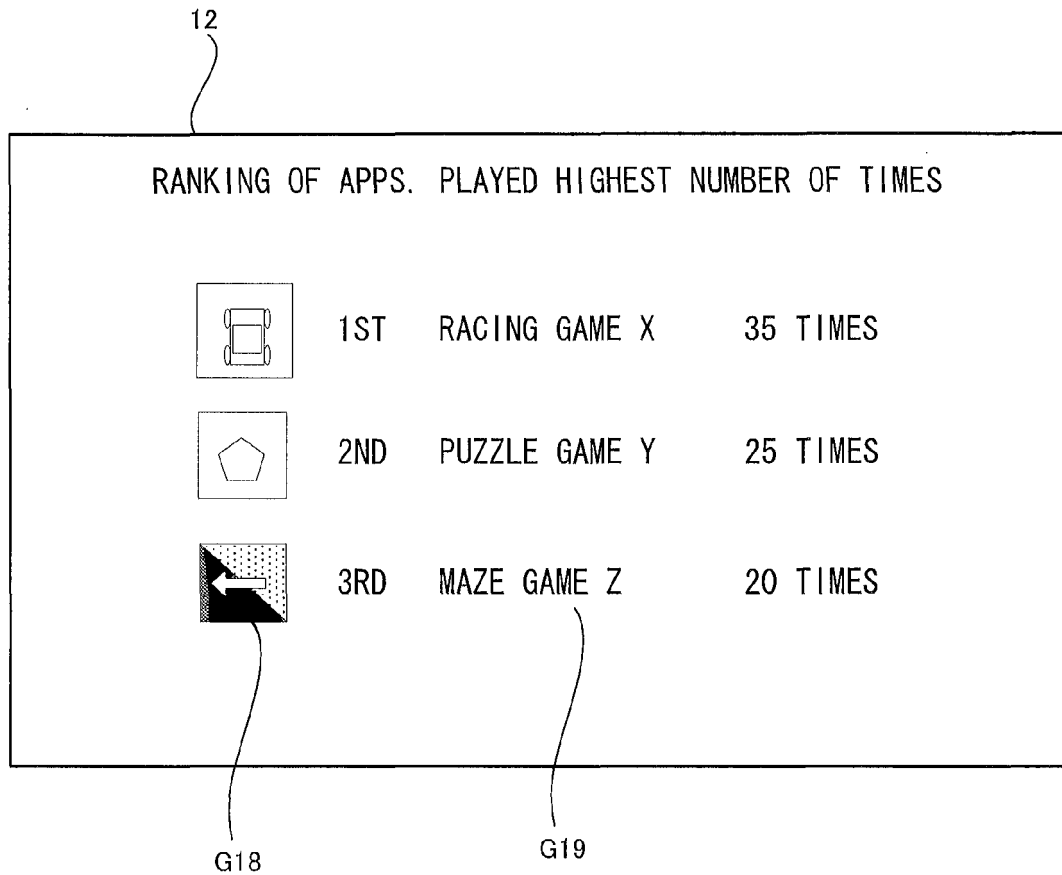 12
RANKING OF APPS. PLAYED HIGHEST NUMBER OF TIMES
1ST RACING GAME X 35 TIMES
2ND PUZZLE GAME Y 25 TIMES
3RD MAZE GAME Z 20 TIMES
G18 G19